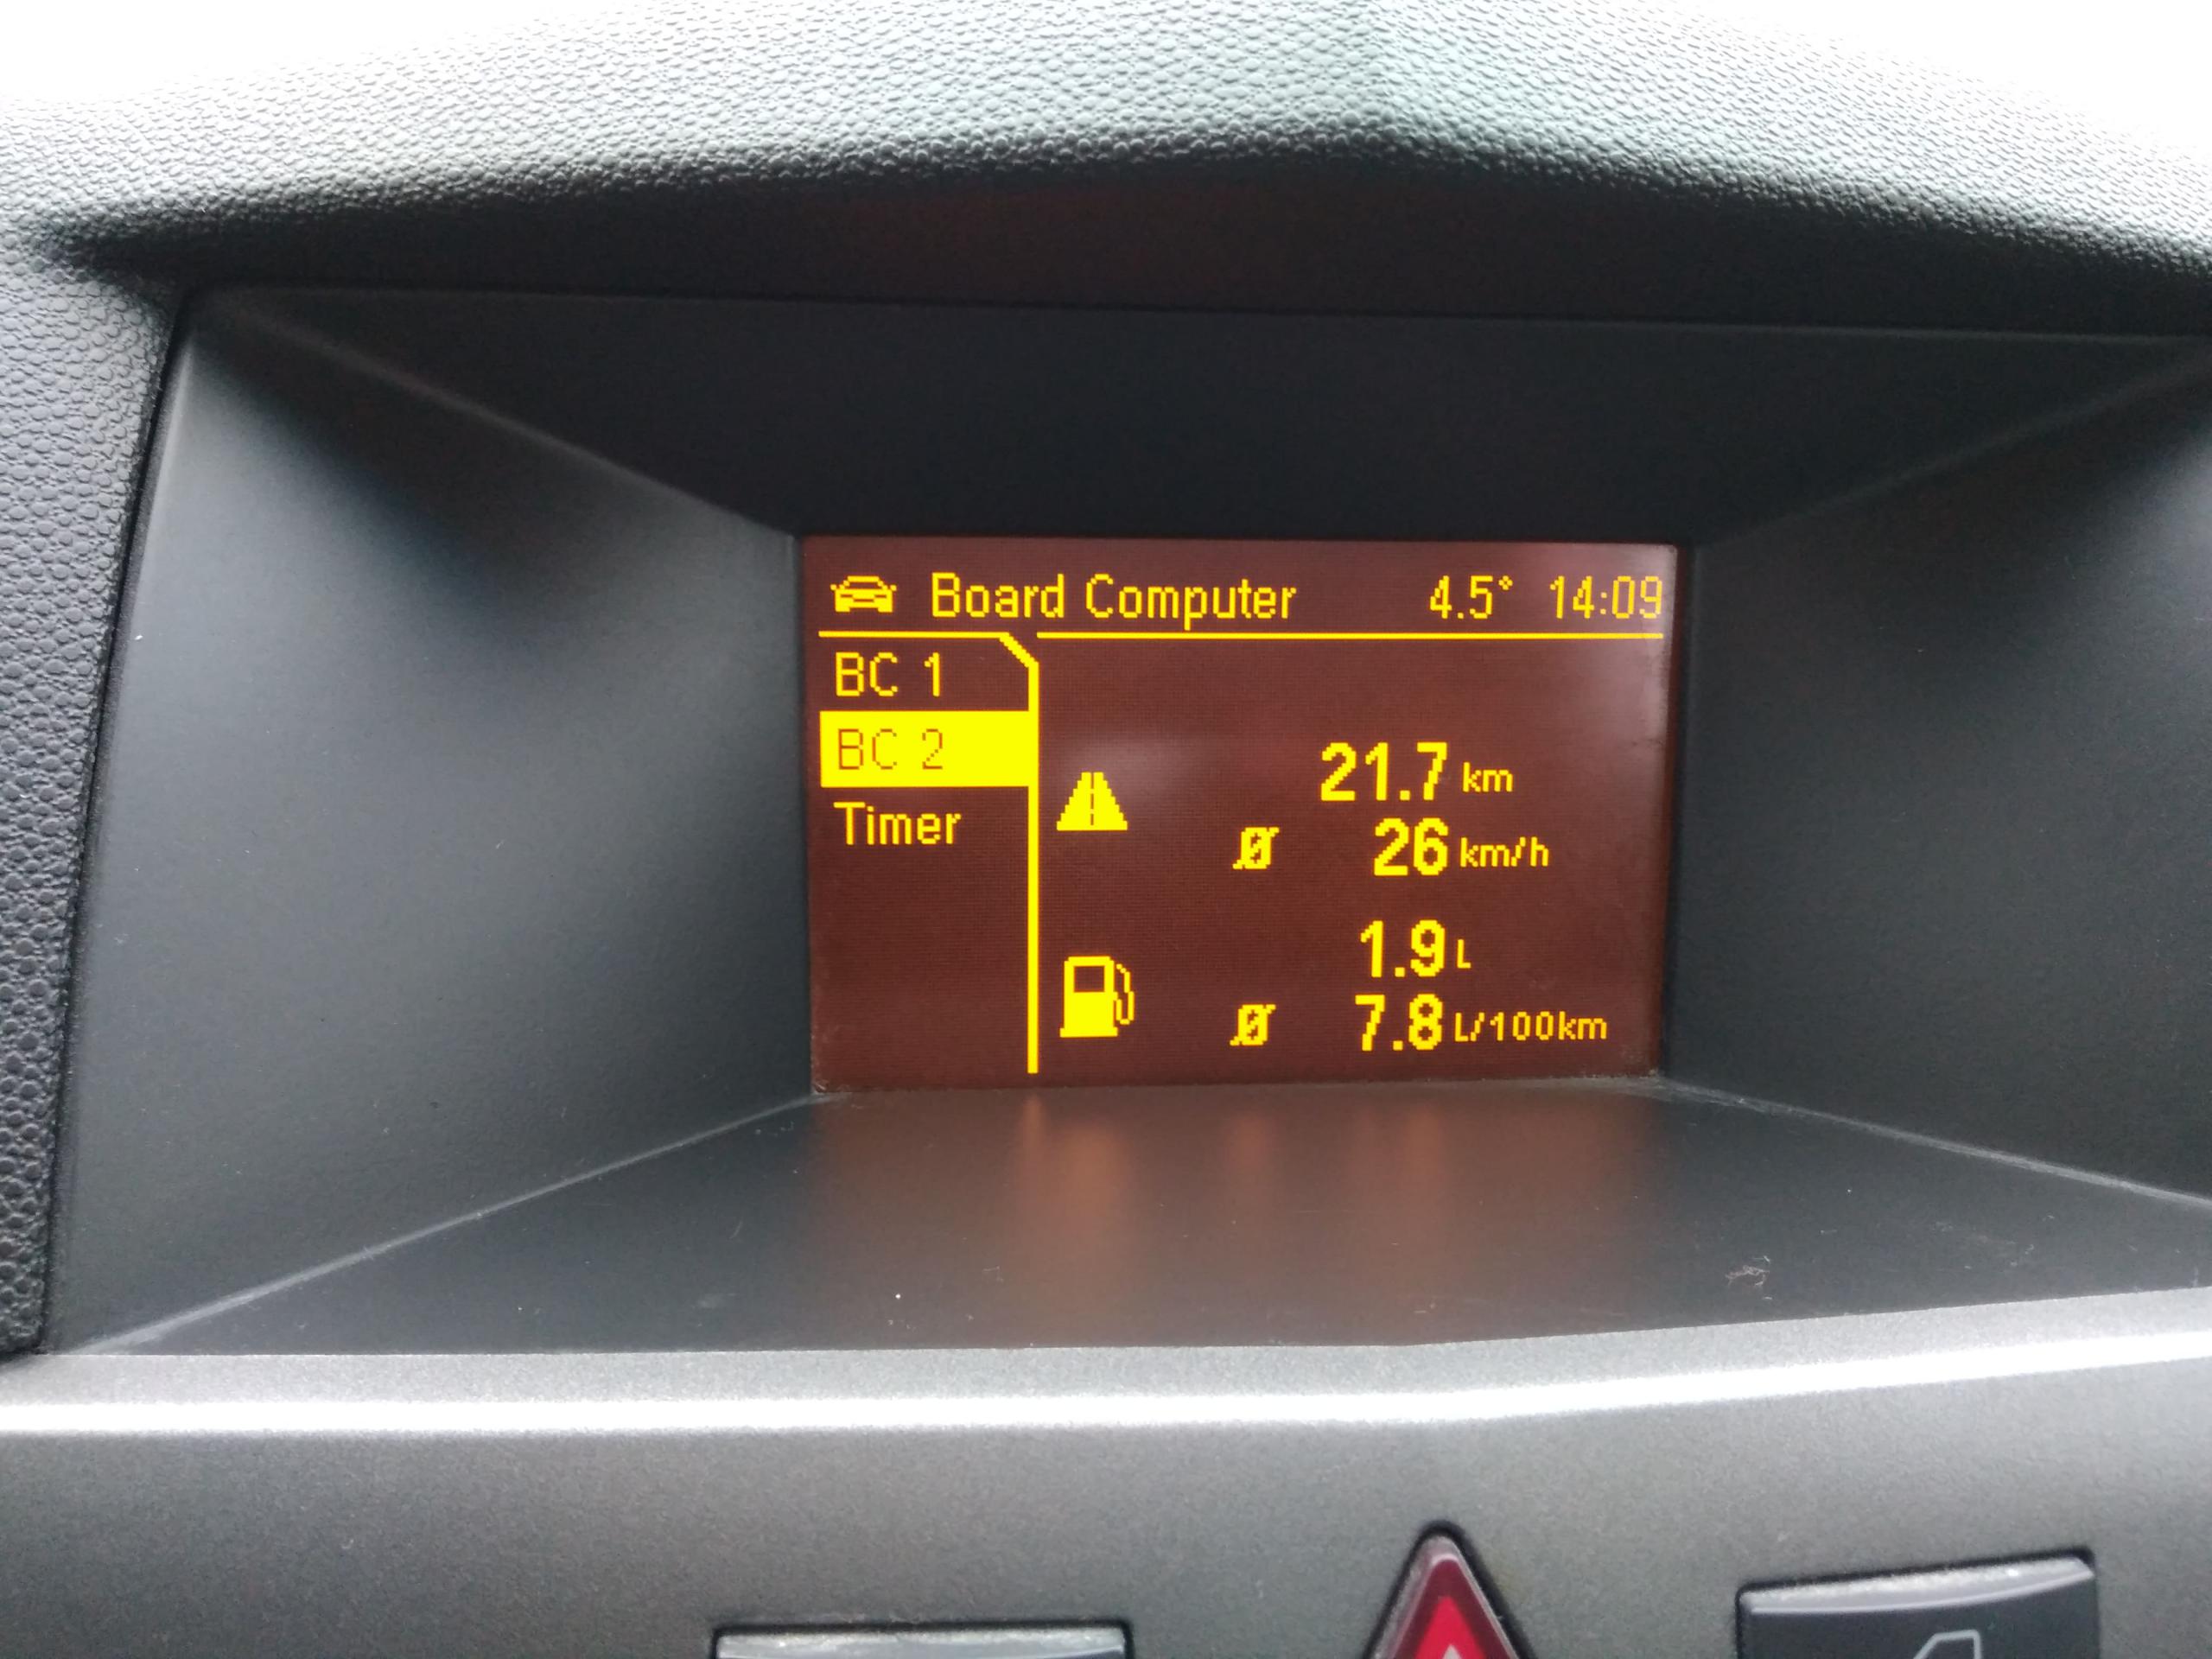 Board Computer 4.5° 14:09
BC 1
BC 2
Timer
21.7 km
Ø 26 km/h
1.9 L
Ø 7.8 L/100km